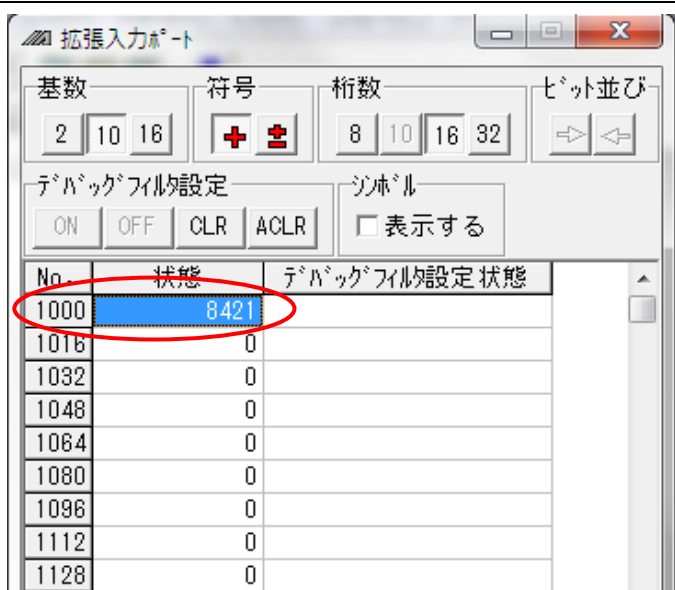 拡張入力ﾎﾟｰﾄ
基数 符号 桁数 ﾋﾞｯﾄ並び
2 10 16 8 10 16 32
ﾃﾞﾊﾞｯｸﾞﾌｨﾙﾀ設定 ｼﾝﾎﾞﾙ
ON OFF CLR ACLR 表示する
No. 状態 ﾃﾞﾊﾞｯｸﾞﾌｨﾙﾀ設定 状態
1000 8421
1016 0
1032 0
1048 0
1064 0
1080 0
1096 0
1112 0
1128 0